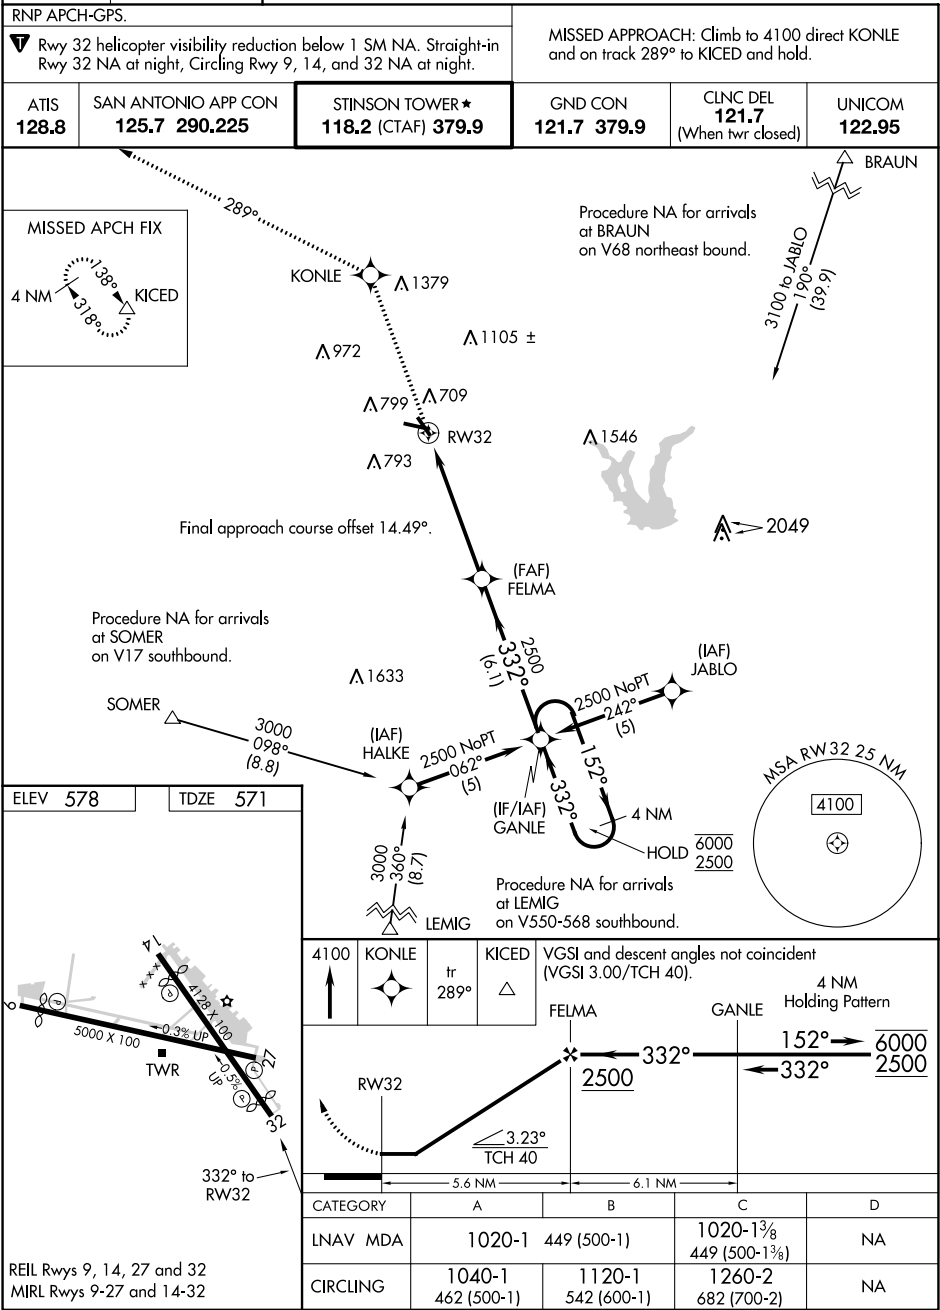 RNP APCH-GPS.
T Rwy 32 helicopter visibility reduction below 1 SM NA. Straight-in
Rwy 32 NA at night, Circling Rwy 9, 14, and 32 NA at night.
MISSED APPROACH: Climb to 4100 direct KONLE
and on track 289° to KICED and hold.
ATIS
128.8
SAN ANTONIO APP CON
125.7 290.225
STINSON TOWER★
118.2 (CTAF) 379.9
GND CON
121.7 379.9
CLNC DEL
121.7
(When twr closed)
UNICOM
122.95
BRAUN
Procedure NA for arrivals
at BRAUN
on V68 northeast bound.
3100 to JABLO
190°
(39.9)
289°
MISSED APCH FIX
4 NM
138°
318°
KICED
KONLE
1379
1105 ±
972
799
709
RW32
793
1546
2049
Final approach course offset 14.49°.
(FAF)
FELMA
Procedure NA for arrivals
at SOMER
on V17 southbound.
2500
332°
(6.1)
(IAF)
JABLO
1633
2500 NoPT
242°
(5)
SOMER
3000
098°
(8.8)
(IAF)
HALKE
2500 NoPT
062°
(5)
152°
332°
(IF/IAF)
GANLE
4 NM
HOLD 6000
2500
MSA RW32 25 NM
4100
3000
360°
(8.7)
LEMIG
Procedure NA for arrivals
at LEMIG
on V550-568 southbound.
ELEV 578
TDZE 571
14
9
4128 X 100
5000 X 100
0.3% UP
P
P
P
P
27
TWR
0.5%
UP
32
332° to
RW32
REIL Rwys 9, 14, 27 and 32
MIRL Rwys 9-27 and 14-32
4100
KONLE
tr
289°
KICED
VGSI and descent angles not coincident
(VGSI 3.00/TCH 40).
4 NM
Holding Pattern
FELMA
GANLE
152°
6000
2500
332°
332°
2500
RW32
3.23°
TCH 40
5.6 NM
6.1 NM
CATEGORY A B C D
LNAV MDA 1020-1 449 (500-1) 1020-1⅜ 449 (500-1⅜) NA
CIRCLING 1040-1 462 (500-1) 1120-1 542 (600-1) 1260-2 682 (700-2) NA